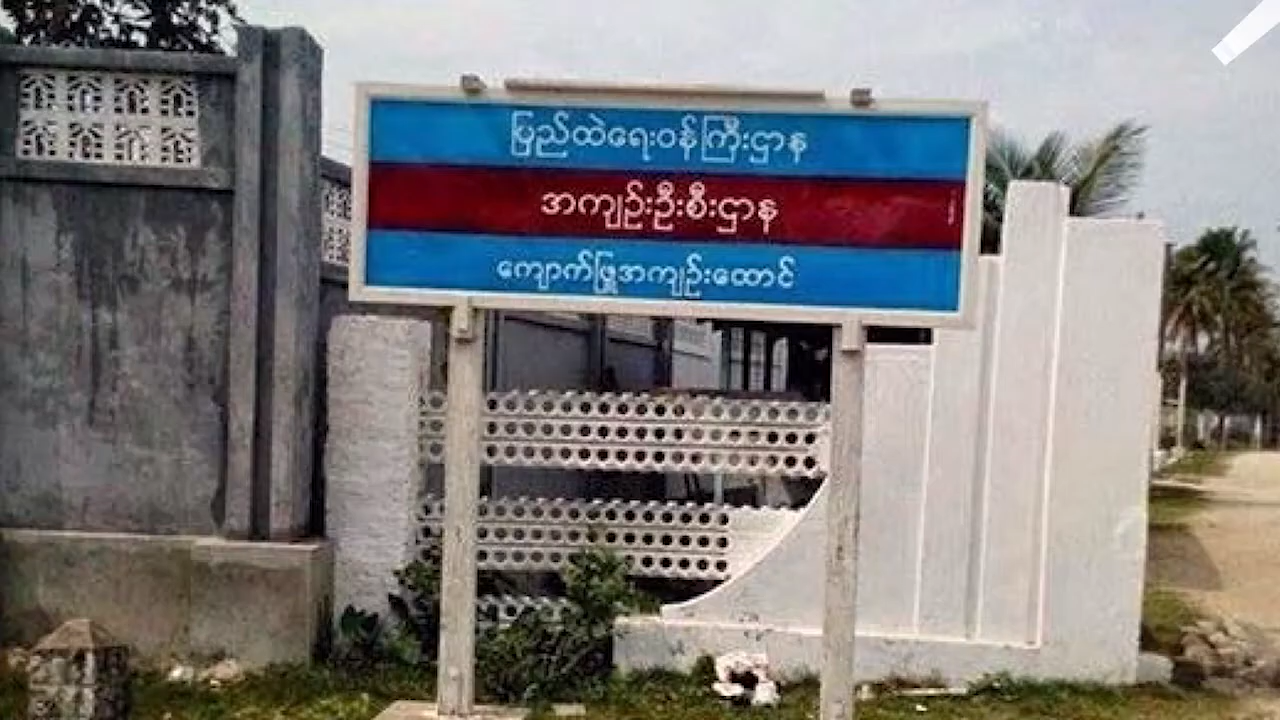 ပြည်ထဲရေးဝန်ကြီးဌာန
အကျဉ်းဦးစီးဌာန
ကျောက်ဖြူအကျဉ်းထောင်